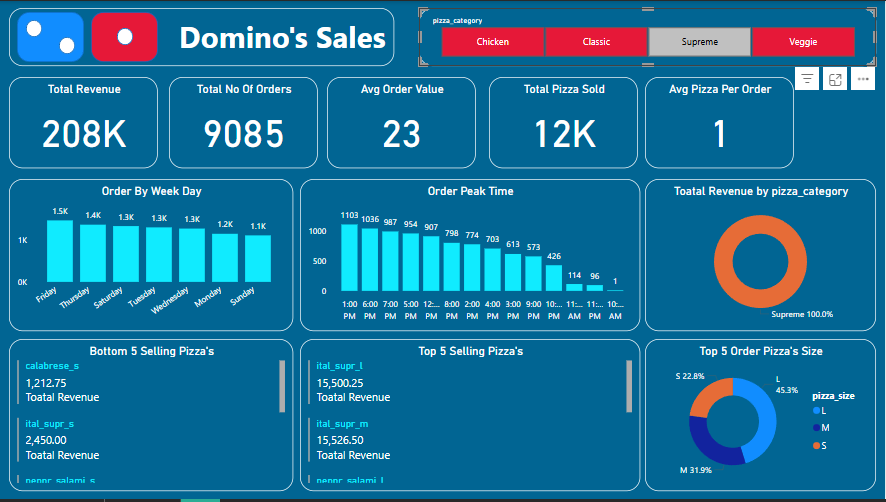 Domino's Sales
pizza_category
Chicken
Classic
Supreme
Veggie
Total Revenue
208K
Total No Of Orders
9085
Avg Order Value
23
Total Pizza Sold
12K
Avg Pizza Per Order
1
Order By Week Day
1K
0K
1.5K
1.4K
1.3K
1.3K
1.3K
1.2K
1.1K
Friday
Thursday
Saturday
Tuesday
Wednesday
Monday
Sunday
Order Peak Time
1000
500
0
1103
1036
987
954
907
798
774
703
613
573
426
114
96
1
1:00 PM
6:00 PM
7:00 PM
5:00 PM
12:... PM
8:00 PM
2:00 PM
4:00 PM
3:00 PM
9:00 PM
10:... PM
11:... AM
11:... PM
10:... AM
Toatal Revenue by pizza_category
Supreme 100.0%
Bottom 5 Selling Pizza's
calabrese_s
1,212.75
Toatal Revenue
ital_supr_s
2,450.00
Toatal Revenue
peppr_salami_s
Top 5 Selling Pizza's
ital_supr_l
15,500.25
Toatal Revenue
ital_supr_m
15,526.50
Toatal Revenue
peppr_salami_l
Top 5 Order Pizza's Size
S 22.8%
L
45.3%
M 31.9%
pizza_size
L
M
S